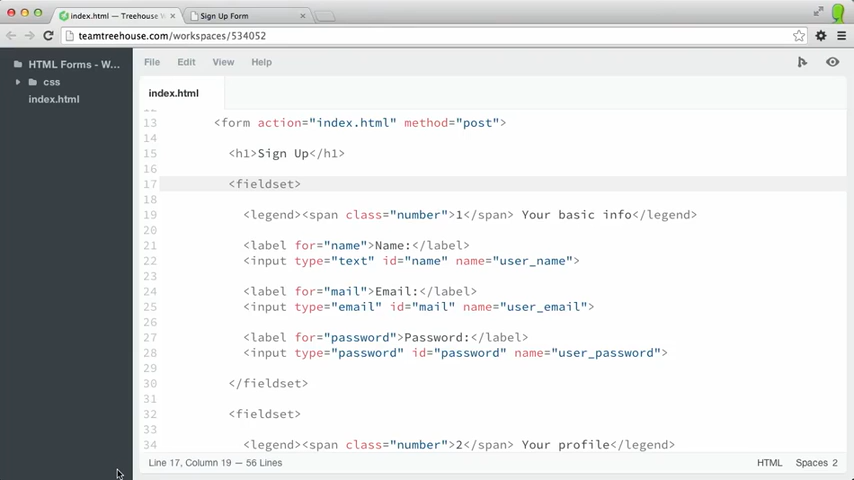 index.html — Treehouse W
Sign Up Form
teamtreehouse.com/workspaces/534052
HTML Forms - W...
css
index.html
File Edit View Help
index.html
13 <form action="index.html" method="post">
14
15 <h1>Sign Up</h1>
16
17 <fieldset>
18
19 <legend><span class="number">1</span> Your basic info</legend>
20
21 <label for="name">Name:</label>
22 <input type="text" id="name" name="user_name">
23
24 <label for="mail">Email:</label>
25 <input type="email" id="mail" name="user_email">
26
27 <label for="password">Password:</label>
28 <input type="password" id="password" name="user_password">
29
30 </fieldset>
31
32 <fieldset>
33
34 <legend><span class="number">2</span> Your profile</legend>
Line 17, Column 19 — 56 Lines
HTML Spaces 2